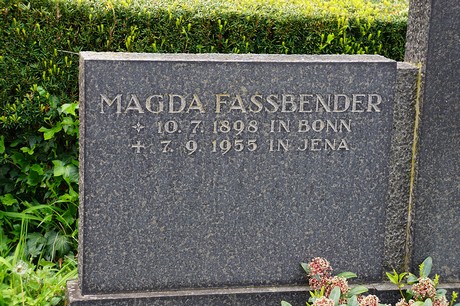 MAGDA FASSBENDER
✶ 10.7.1898 IN BONN
✝ 7.9.1955 IN JENA